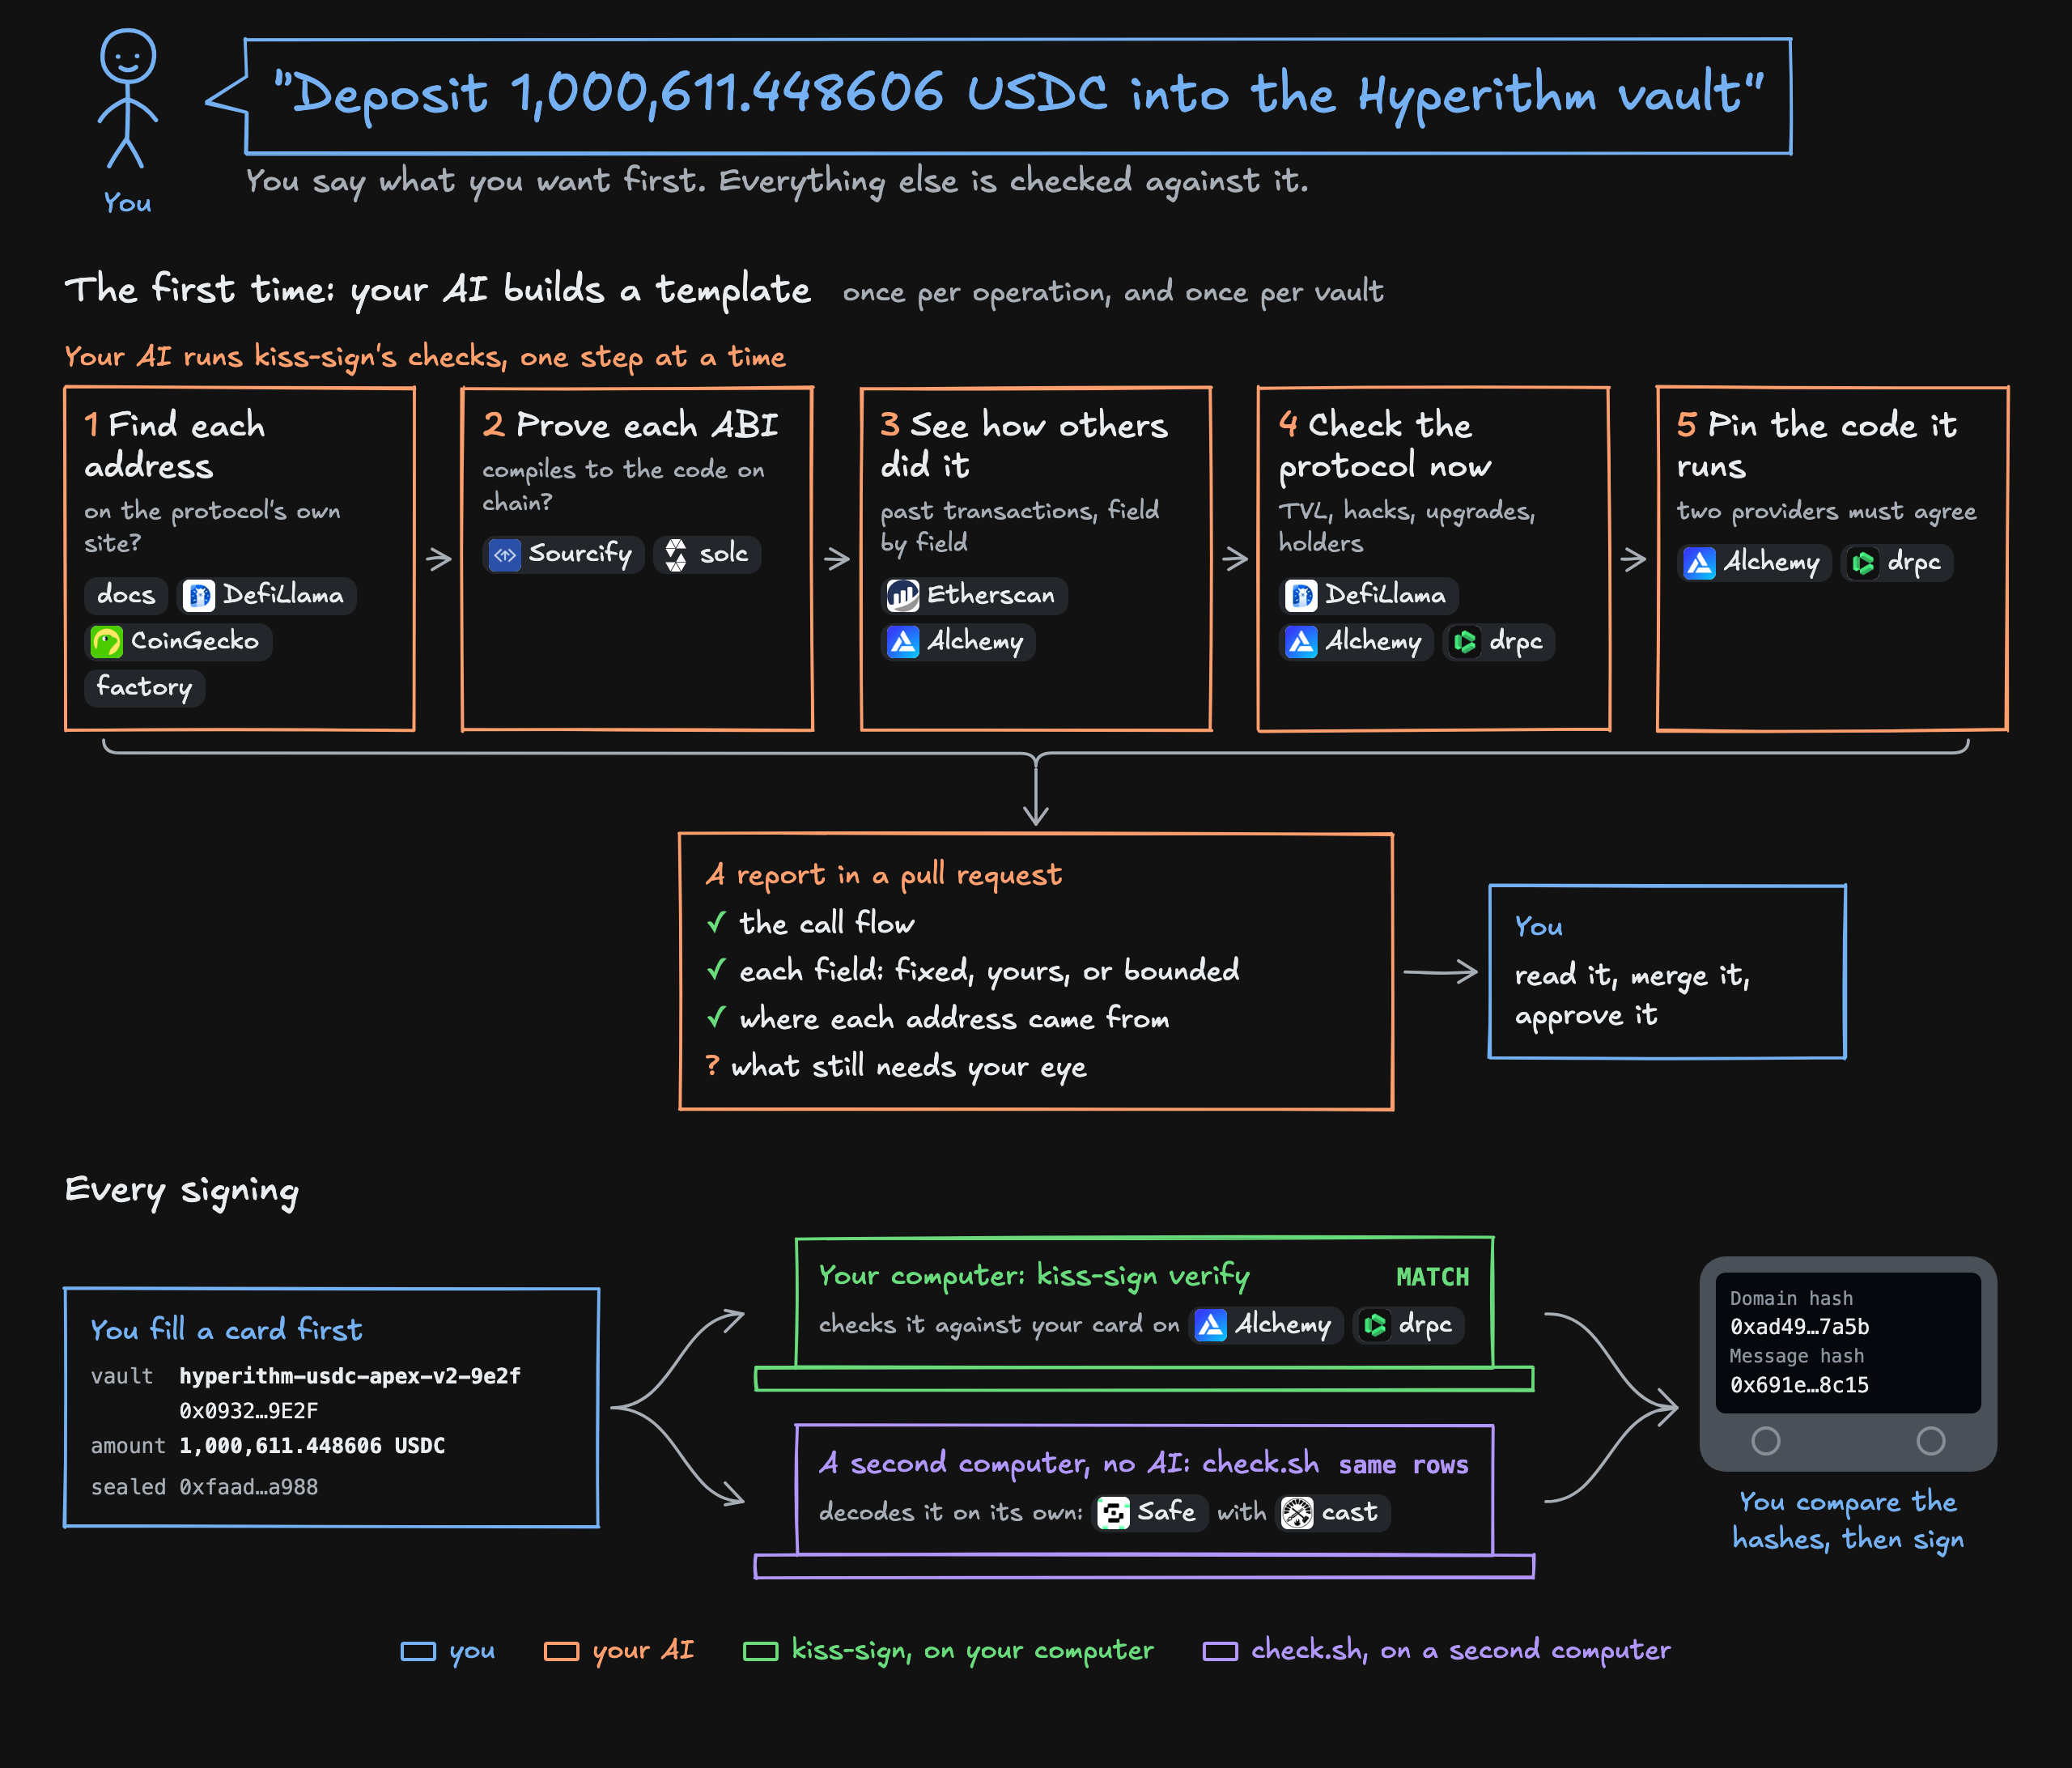 "Deposit 1,000,611.448606 USDC into the Hyperithm vault"
You say what you want first. Everything else is checked against it.
You
The first time: your AI builds a template once per operation, and once per vault
Your AI runs kiss-sign's checks, one step at a time
1 Find each
address
on the protocol's own
site?
docs DefiLlama
CoinGecko
factory
2 Prove each ABI
compiles to the code on
chain?
Sourcify solc
3 See how others
did it
past transactions, field
by field
Etherscan
Alchemy
4 Check the
protocol now
TVL, hacks, upgrades,
holders
DefiLlama
Alchemy drpc
5 Pin the code it
runs
two providers must agree
Alchemy drpc
A report in a pull request
✓ the call flow
✓ each field: fixed, yours, or bounded
✓ where each address came from
? what still needs your eye
You
read it, merge it,
approve it
Every signing
You fill a card first
vault hyperithm-usdc-apex-v2-9e2f
0x0932…9E2F
amount 1,000,611.448606 USDC
sealed 0xfaad…a988
Your computer: kiss-sign verify MATCH
checks it against your card on Alchemy drpc
A second computer, no AI: check.sh same rows
decodes it on its own: Safe with cast
Domain hash
0xad49…7a5b
Message hash
0x691e…8c15
You compare the
hashes, then sign
you your AI kiss-sign, on your computer check.sh, on a second computer